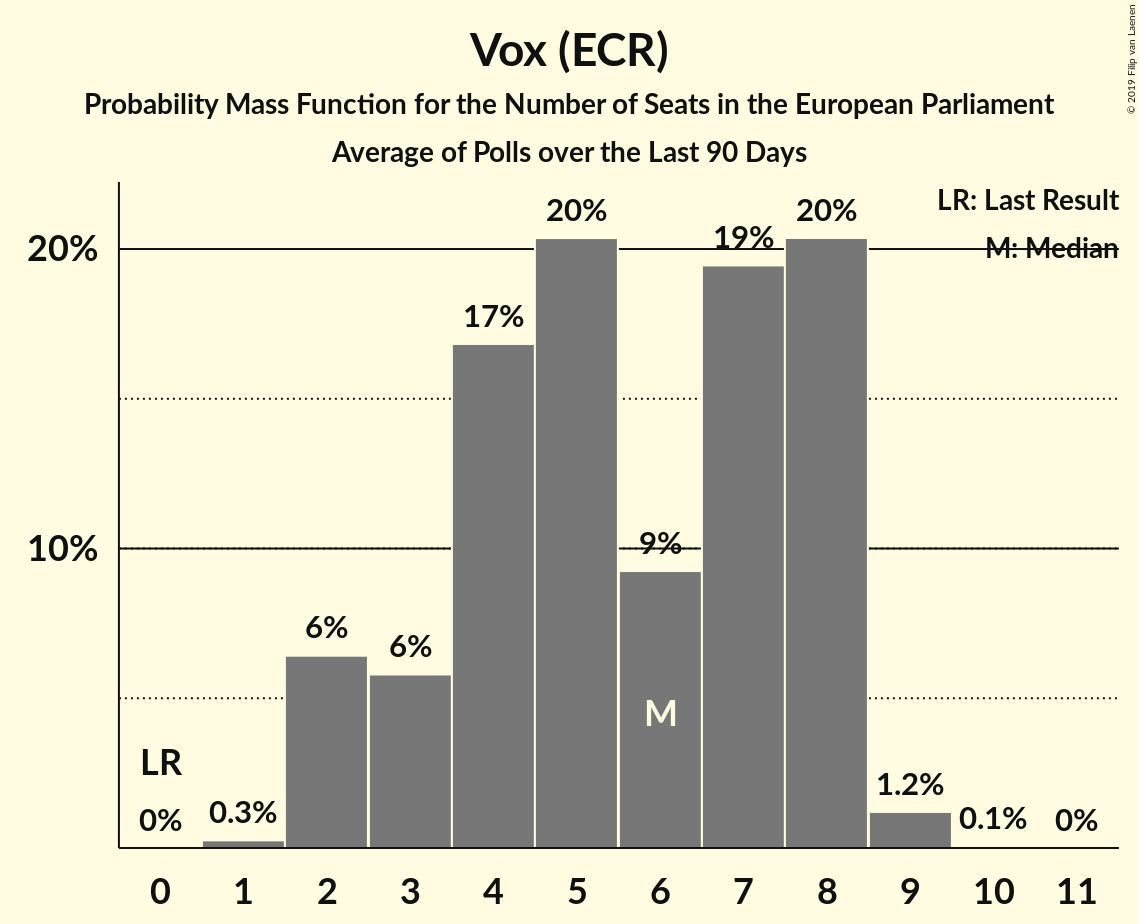 Vox (ECR)
Probability Mass Function for the Number of Seats in the European Parliament
Average of Polls over the Last 90 Days
© 2019 Filip van Laenen
LR: Last Result
M: Median
20%
10%
LR
0%
0.3%
6%
6%
17%
20%
9%
M
19%
20%
1.2%
0.1%
0%
0 1 2 3 4 5 6 7 8 9 10 11